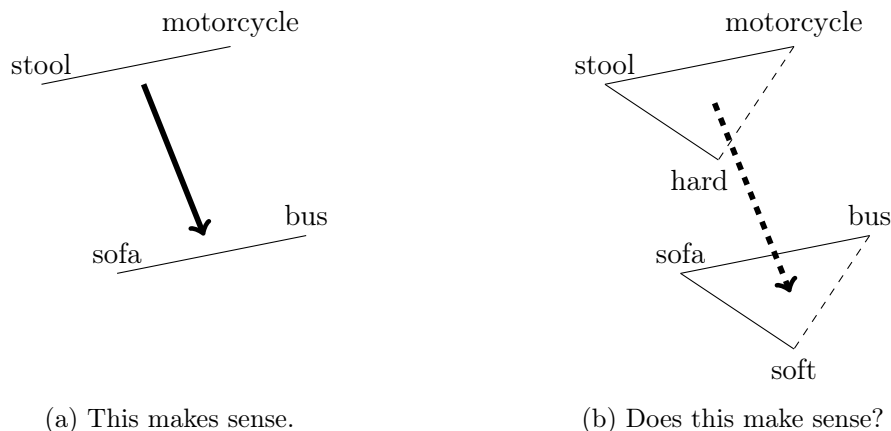 motorcycle
stool
sofa
bus
(a) This makes sense.
motorcycle
stool
hard
sofa
bus
soft
(b) Does this make sense?